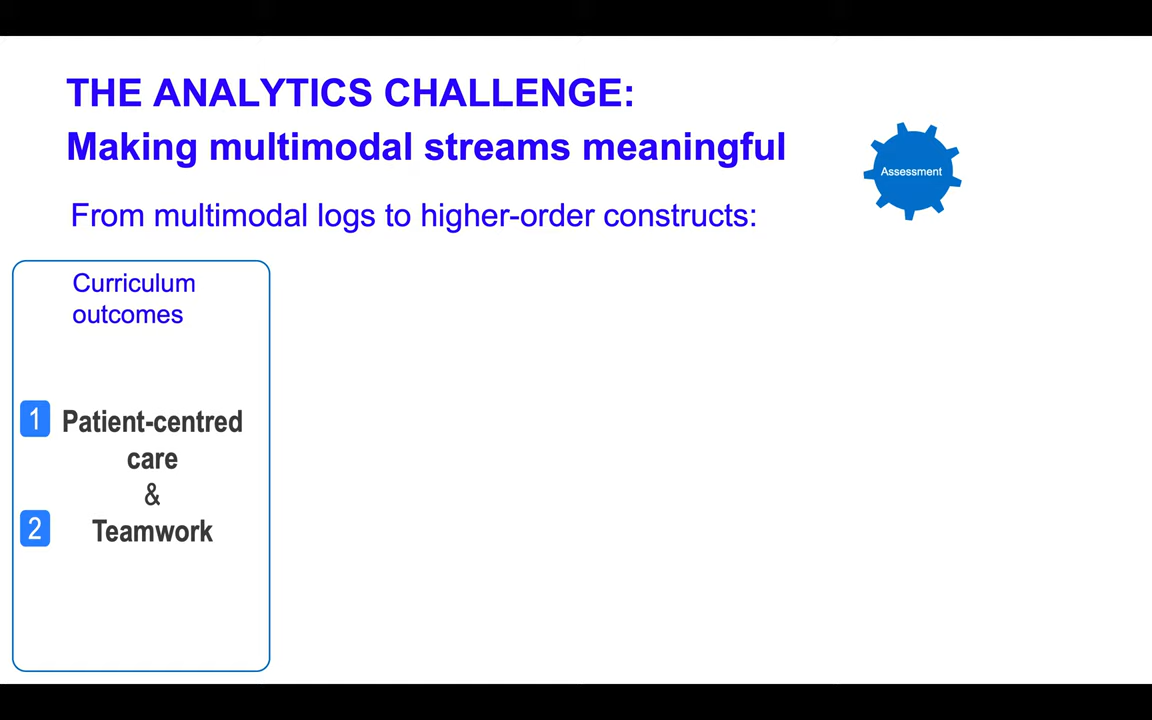 THE ANALYTICS CHALLENGE:
Making multimodal streams meaningful
Assessment
From multimodal logs to higher-order constructs:
Curriculum
outcomes
1 Patient-centred
care
&
2 Teamwork